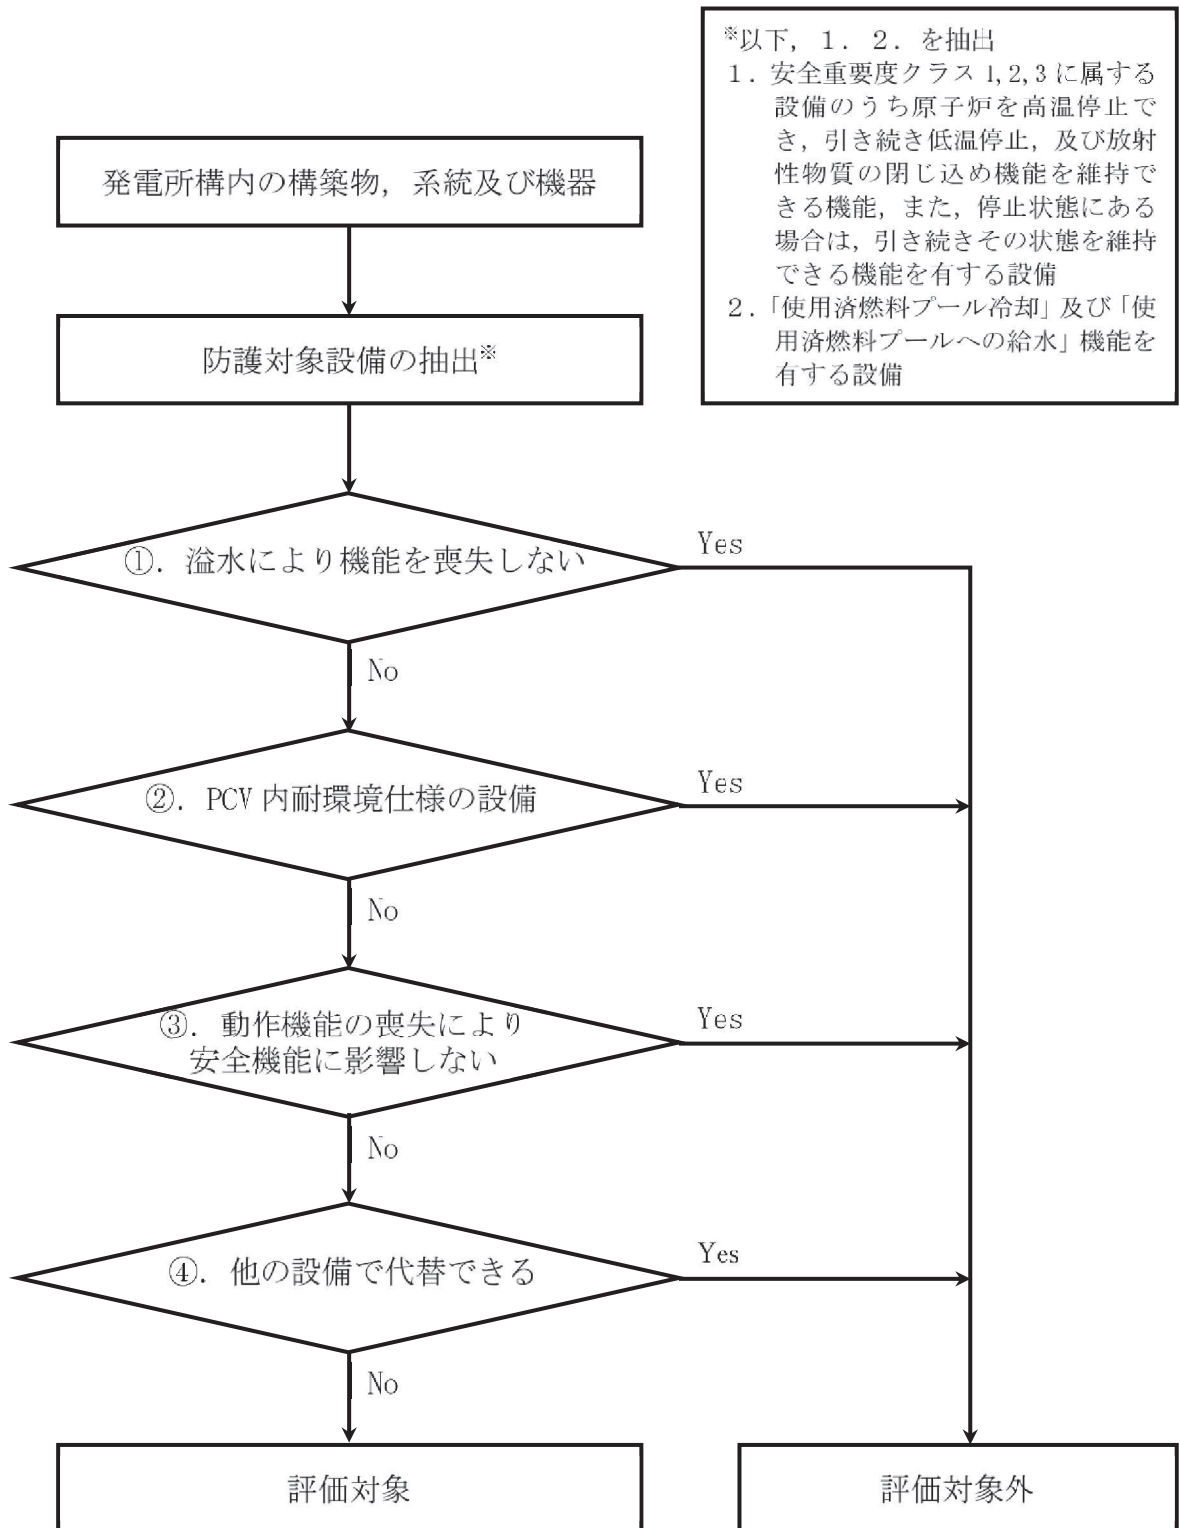 ※以下，１．２．を抽出
１．安全重要度クラス 1,2,3 に属する
設備のうち原子炉を高温停止で
き，引き続き低温停止，及び放射
性物質の閉じ込め機能を維持で
きる機能，また，停止状態にある
場合は，引き続きその状態を維持
できる機能を有する設備
２．「使用済燃料プール冷却」及び「使
用済燃料プールへの給水」機能を
有する設備
発電所構内の構築物，系統及び機器
防護対象設備の抽出※
①．溢水により機能を喪失しない
Yes
No
②．PCV 内耐環境仕様の設備
Yes
No
③．動作機能の喪失により
安全機能に影響しない
Yes
No
④．他の設備で代替できる
Yes
No
評価対象
評価対象外